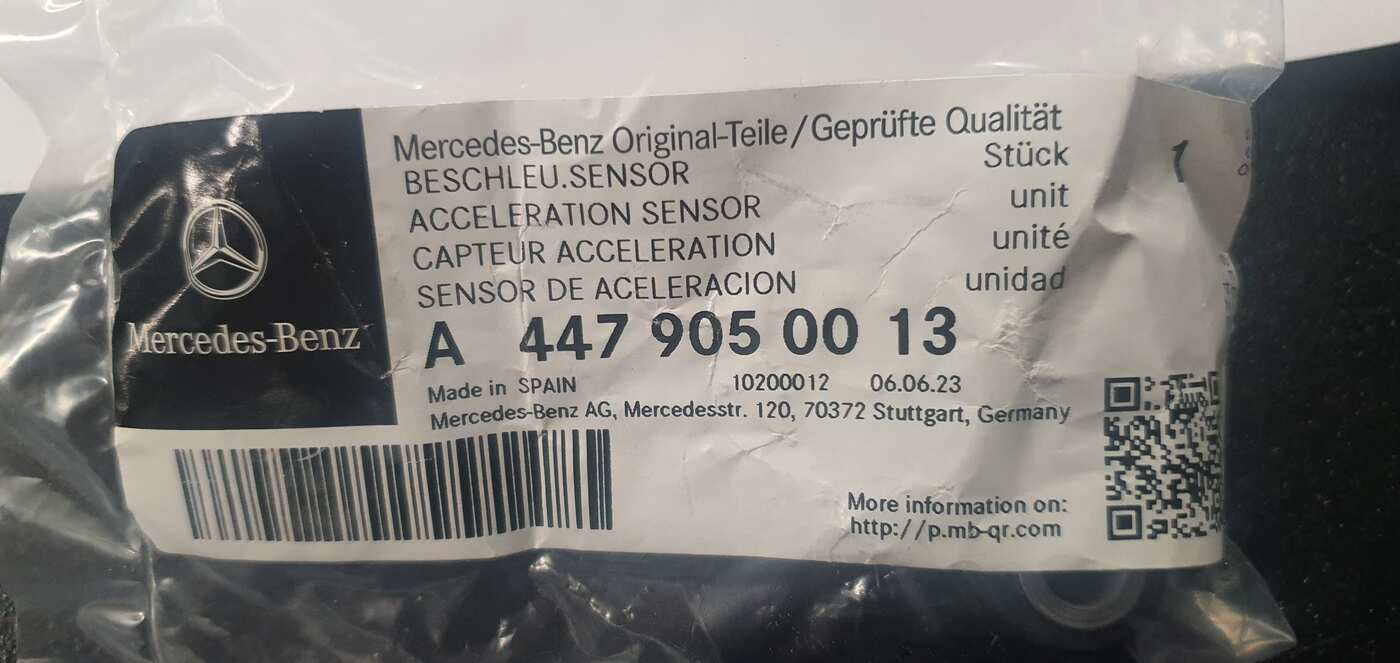 Mercedes-Benz Original-Teile/Geprüfte Qualität
BESCHLEU.SENSOR Stück 1
ACCELERATION SENSOR unit
CAPTEUR ACCELERATION unité
SENSOR DE ACELERACION unidad
Mercedes-Benz
A 447 905 00 13
Made in SPAIN 10200012 06.06.23
Mercedes-Benz AG, Mercedesstr. 120, 70372 Stuttgart, Germany
More information on:
http://p.mb-qr.com